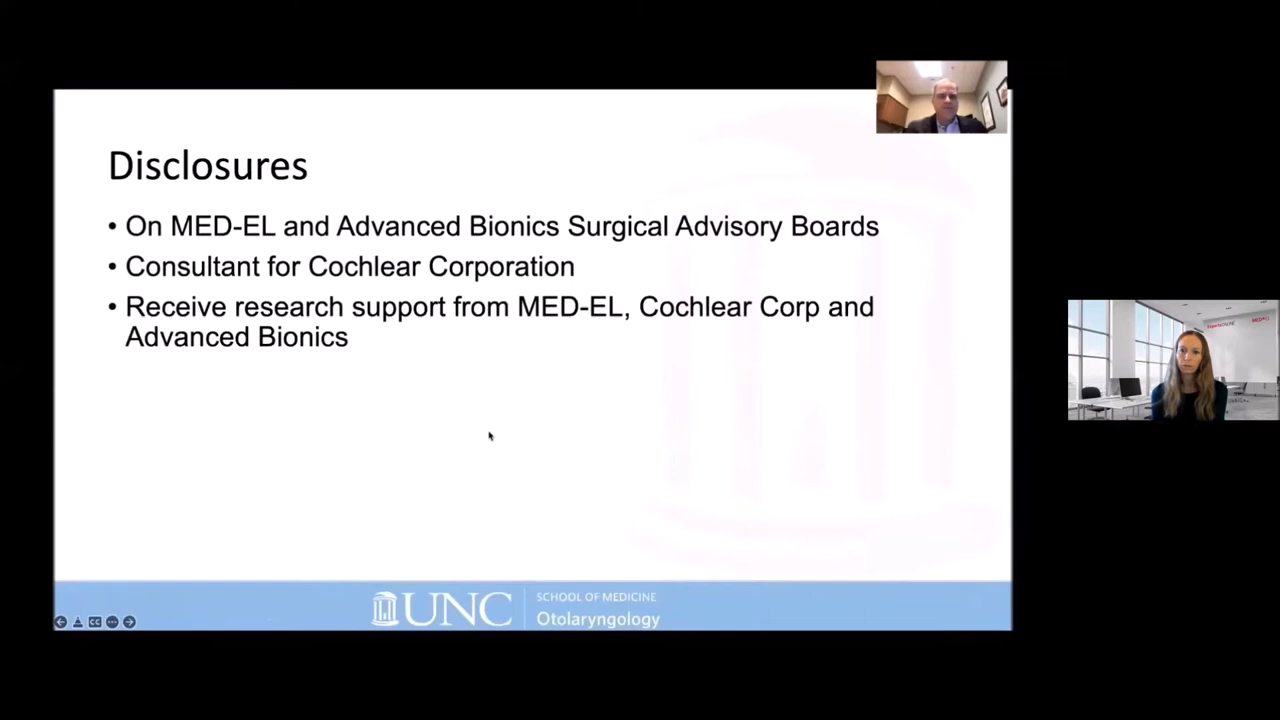 Disclosures
• On MED-EL and Advanced Bionics Surgical Advisory Boards
• Consultant for Cochlear Corporation
• Receive research support from MED-EL, Cochlear Corp and
Advanced Bionics
UNC
SCHOOL OF MEDICINE
Otolaryngology
CC